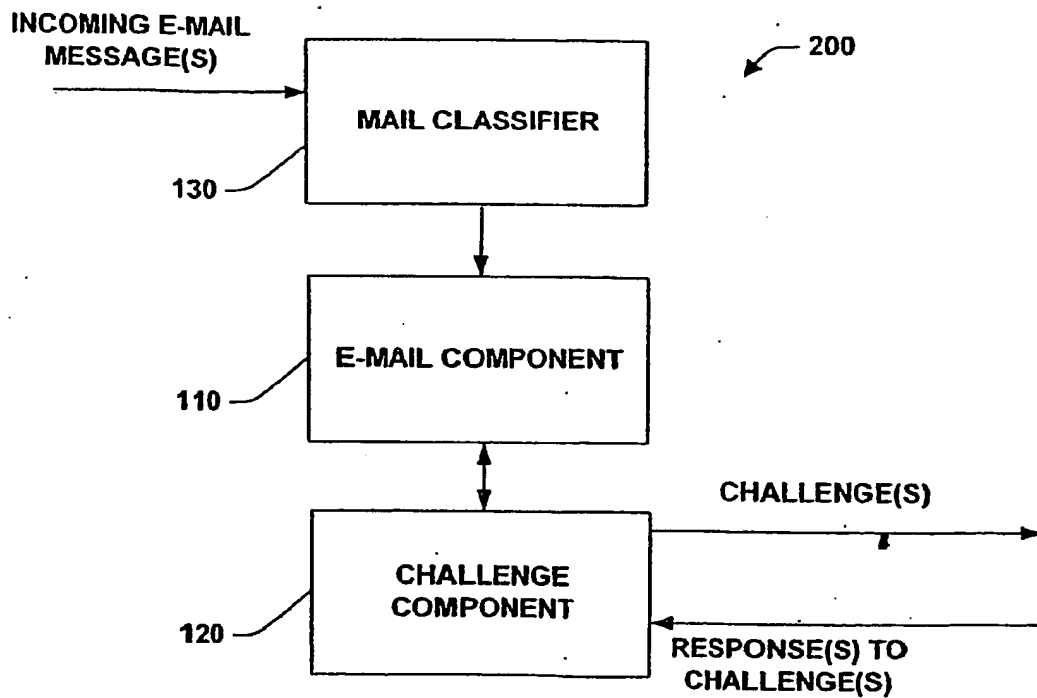 INCOMING E-MAIL
MESSAGE(S)
200
MAIL CLASSIFIER
130
E-MAIL COMPONENT
110
CHALLENGE(S)
CHALLENGE
COMPONENT
120
RESPONSE(S) TO
CHALLENGE(S)